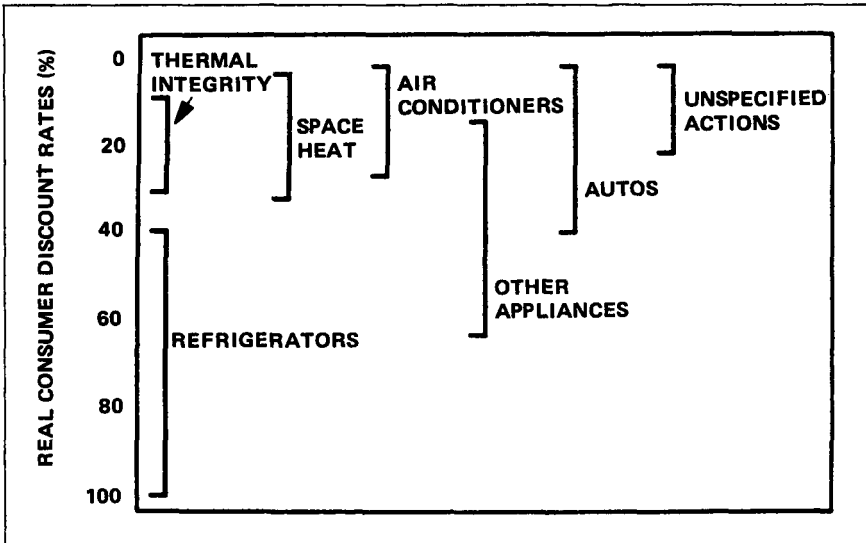 REAL CONSUMER DISCOUNT RATES (%)
0
20
40
60
80
100
THERMAL
INTEGRITY
SPACE
HEAT
AIR
CONDITIONERS
UNSPECIFIED
ACTIONS
AUTOS
OTHER
APPLIANCES
REFRIGERATORS